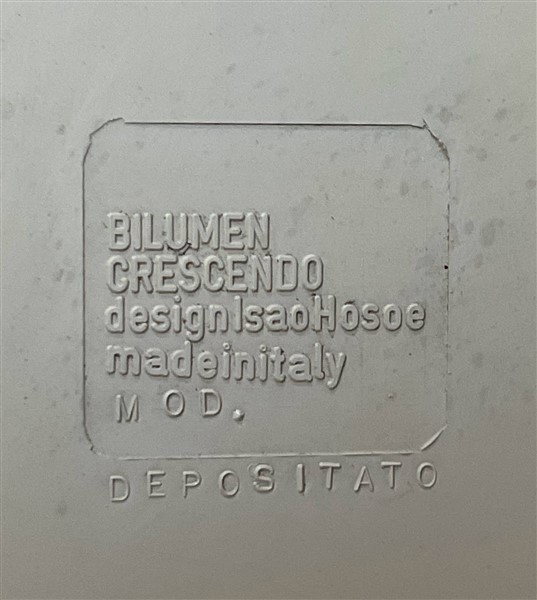 BILUMEN
CRESCENDO
designIsaoHosoe
madeinitaly
MOD.
DEPOSITATO